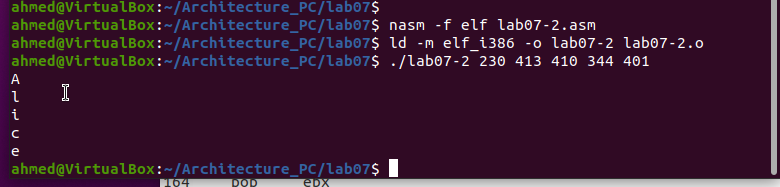 ahmed@VirtualBox:~/Architecture_PC/lab07$
ahmed@VirtualBox:~/Architecture_PC/lab07$ nasm -f elf lab07-2.asm
ahmed@VirtualBox:~/Architecture_PC/lab07$ ld -m elf_i386 -o lab07-2 lab07-2.o
ahmed@VirtualBox:~/Architecture_PC/lab07$ ./lab07-2 230 413 410 344 401
A
l
i
c
e
ahmed@VirtualBox:~/Architecture_PC/lab07$
164 pop ebx